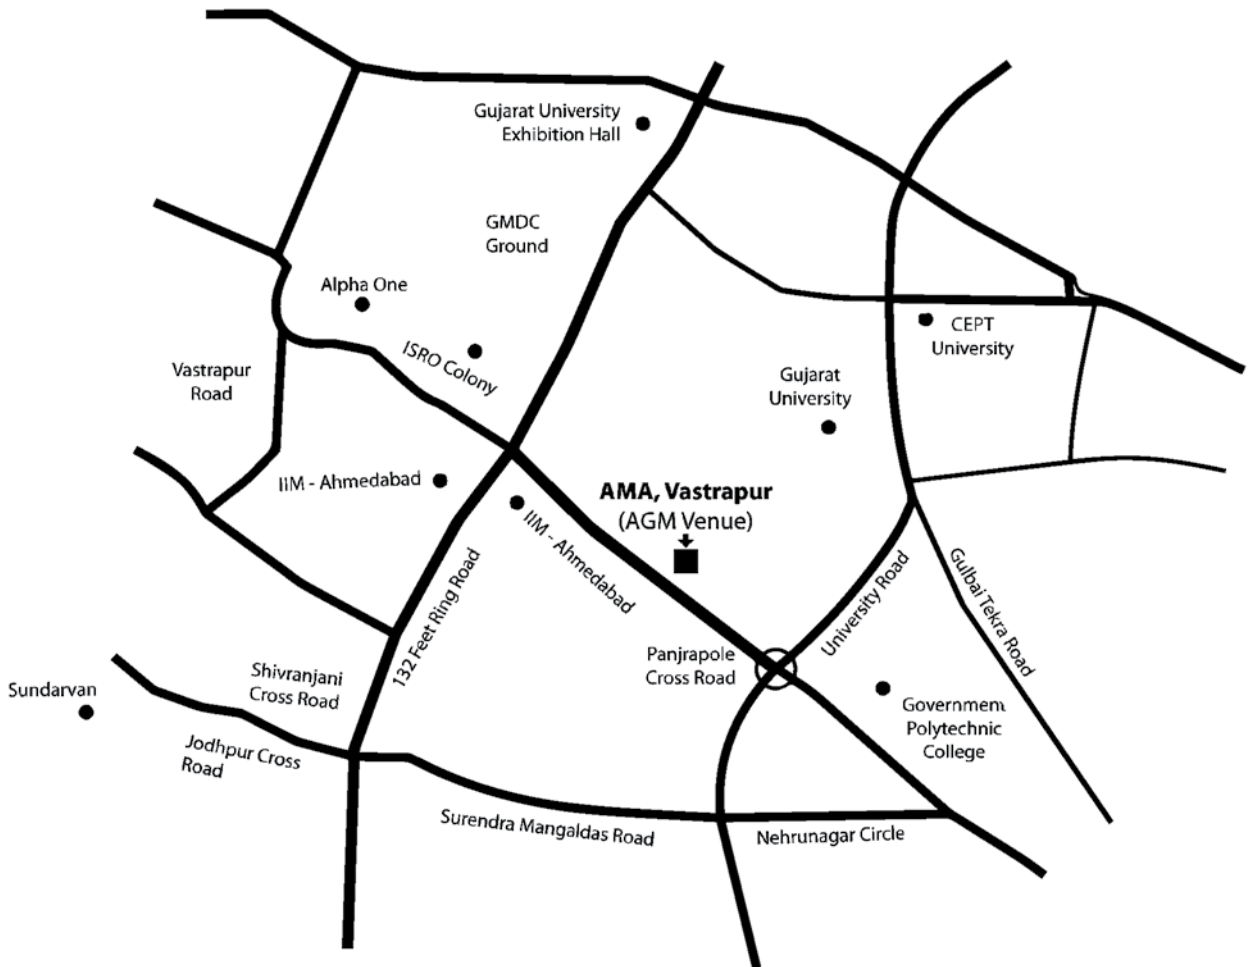 Gujarat University
Exhibition Hall
GMDC
Ground
Alpha One
ISRO Colony
CEPT
University
Vastrapur
Road
Gujarat
University
IIM - Ahmedabad
AMA, Vastrapur
(AGM Venue)
IIM - Ahmedabad
132 Feet Ring Road
University Road
Gulbai Tekra Road
Panjrapole
Cross Road
Shivranjani
Cross Road
Sundarvan
Government
Polytechnic
College
Jodhpur Cross
Road
Surendra Mangaldas Road
Nehrunagar Circle